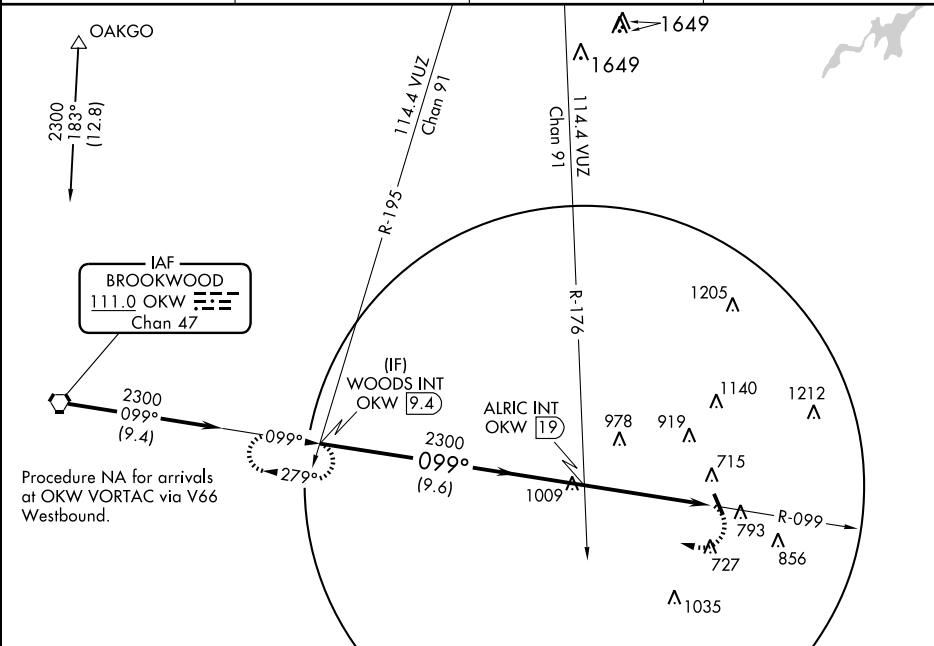 OAKGO
2300
183°
(12.8)
114.4 VUZ
Chan 91
R-195
114.4 VUZ
Chan 91
R-176
1649
1649
IAF
BROOKWOOD
111.0 OKW
Chan 47
2300
099°
(9.4)
099°
279°
(IF)
WOODS INT
OKW 9.4
2300
099°
(9.6)
ALRIC INT
OKW 19
1009
978
919
1205
1140
1212
715
793
R-099
856
727
1035
Procedure NA for arrivals
at OKW VORTAC via V66
Westbound.